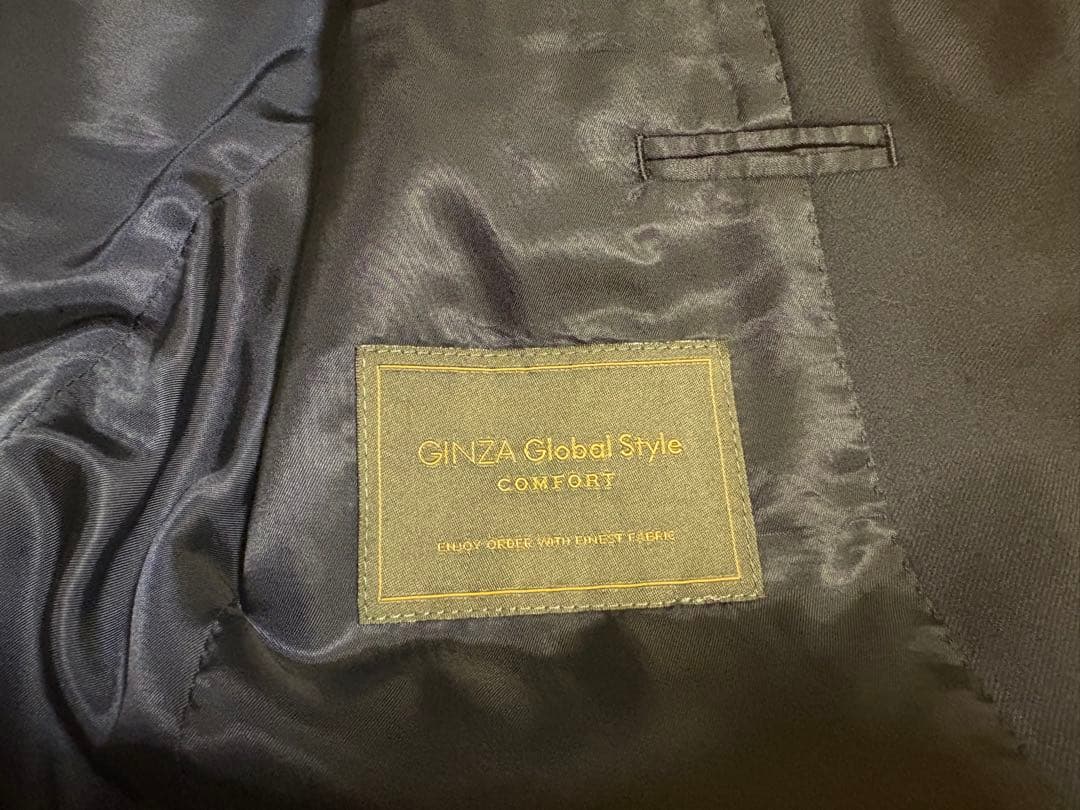 GINZA Global Style
COMFORT
ENJOY ORDER WITH FINEST FABRIC